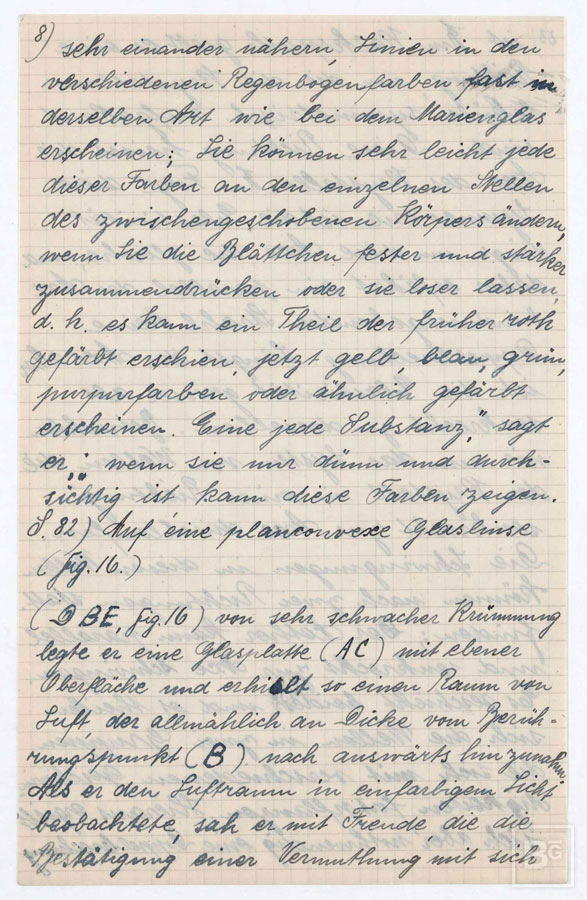 8) sehr einander nähern, Linien in den
verschiedenen Regenbogenfarben fast in
derselben Art wie bei dem Marienglas
erscheinen; Sie können sehr leicht jede
dieser Farben an den einzelnen Stellen
des zwischengeschobenen Körpers ändern,
wenn Sie die Blättchen fester und stärker
zusammendrücken oder sie loser lassen,
d. h. es kann ein Theil der früher roth
gefärbt erschien, jetzt gelb, blau, grün,
purpurfarben oder ähnlich gefärbt
erscheinen. Eine jede Substanz," sagt
er, " wenn sie nur dünn und durch-
sichtig ist kann diese Farben zeigen.
S. 82) Auf eine planconvexe Glaslinse
(fig. 16.)
(DBE, fig. 16) von sehr schwacher Krümmung
legte er eine Glasplatte (AC) mit ebener
Oberfläche und erhielt so einen Raum von
Luft, der allmählich an Dicke vom Berüh-
rungspunkt (B) nach auswärts hin zunahm.
Als er den Luftraum in einfarbigem Licht
beobachtete, sah er mit Freude, die die
Bestätigung einer Vermuthung mit sich
BG